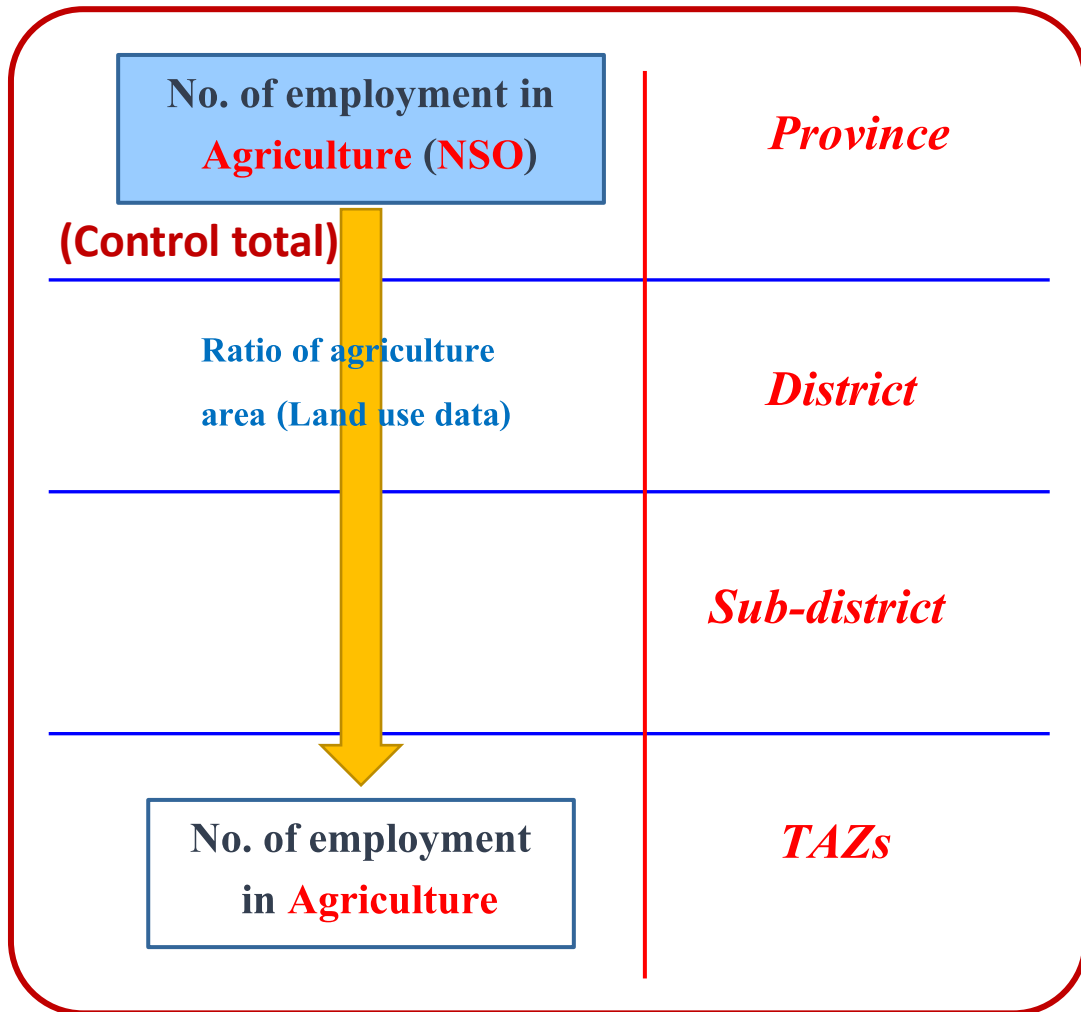 No. of employment in
Agriculture (NSO)
Province
(Control total)
Ratio of agriculture
area (Land use data)
District
Sub-district
No. of employment
in Agriculture
TAZs